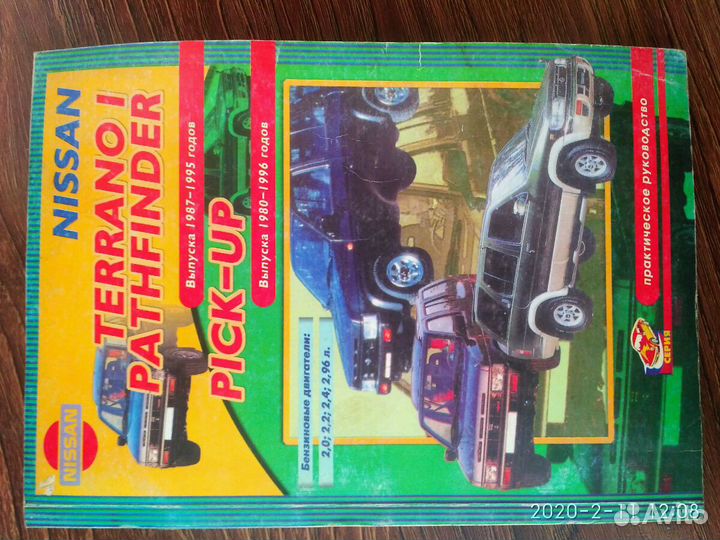 NISSAN
TERRANO I
PATHFINDER
Выпуска 1987–1995 годов
PICK-UP
Выпуска 1980–1996 годов
NISSAN
Бензиновые двигатели:
2,0; 2,2; 2,4; 2,96 л.
СЕРИЯ
практическое руководство
2020-2-11 12:08
Avito